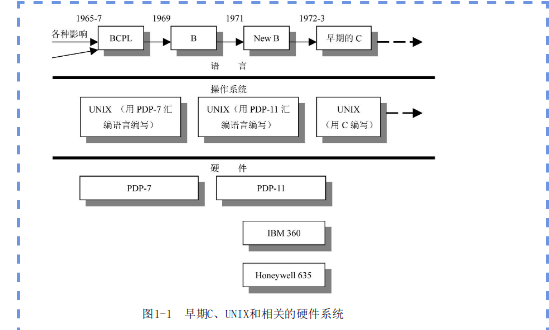 1965-7 1969 1971 1972-3
各种影响 BCPL B New B 早期的 C
语 言
操作系统
UNIX （用 PDP-7 汇
编语言编写）
UNIX（用 PDP-11 汇
编语言编写）
UNIX
（用 C 编写）
硬 件
PDP-7 PDP-11
IBM 360
Honeywell 635
图1-1 早期C、UNIX和相关的硬件系统